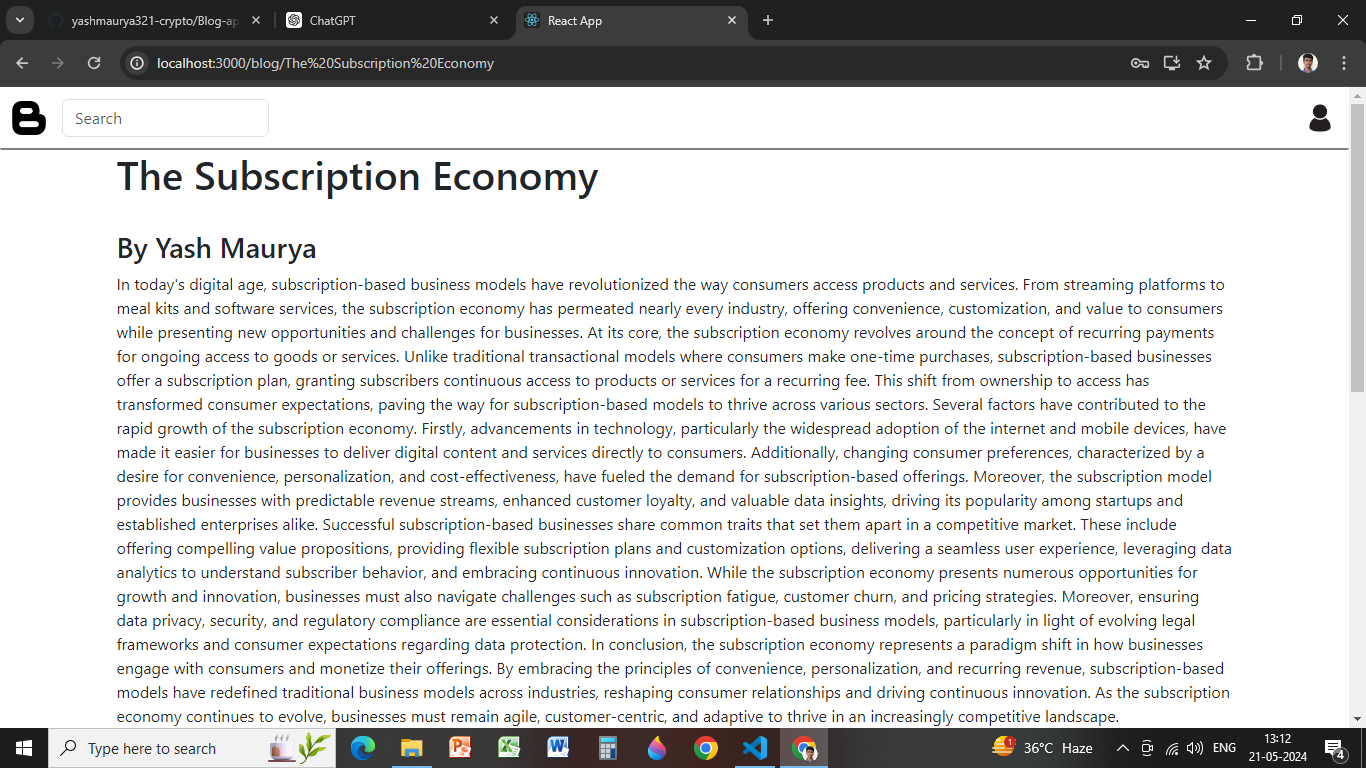 yashmaurya321-crypto/Blog-ap
ChatGPT
React App
localhost:3000/blog/The%20Subscription%20Economy
Search
The Subscription Economy
By Yash Maurya
In today's digital age, subscription-based business models have revolutionized the way consumers access products and services. From streaming platforms to
meal kits and software services, the subscription economy has permeated nearly every industry, offering convenience, customization, and value to consumers
while presenting new opportunities and challenges for businesses. At its core, the subscription economy revolves around the concept of recurring payments
for ongoing access to goods or services. Unlike traditional transactional models where consumers make one-time purchases, subscription-based businesses
offer a subscription plan, granting subscribers continuous access to products or services for a recurring fee. This shift from ownership to access has
transformed consumer expectations, paving the way for subscription-based models to thrive across various sectors. Several factors have contributed to the
rapid growth of the subscription economy. Firstly, advancements in technology, particularly the widespread adoption of the internet and mobile devices, have
made it easier for businesses to deliver digital content and services directly to consumers. Additionally, changing consumer preferences, characterized by a
desire for convenience, personalization, and cost-effectiveness, have fueled the demand for subscription-based offerings. Moreover, the subscription model
provides businesses with predictable revenue streams, enhanced customer loyalty, and valuable data insights, driving its popularity among startups and
established enterprises alike. Successful subscription-based businesses share common traits that set them apart in a competitive market. These include
offering compelling value propositions, providing flexible subscription plans and customization options, delivering a seamless user experience, leveraging data
analytics to understand subscriber behavior, and embracing continuous innovation. While the subscription economy presents numerous opportunities for
growth and innovation, businesses must also navigate challenges such as subscription fatigue, customer churn, and pricing strategies. Moreover, ensuring
data privacy, security, and regulatory compliance are essential considerations in subscription-based business models, particularly in light of evolving legal
frameworks and consumer expectations regarding data protection. In conclusion, the subscription economy represents a paradigm shift in how businesses
engage with consumers and monetize their offerings. By embracing the principles of convenience, personalization, and recurring revenue, subscription-based
models have redefined traditional business models across industries, reshaping consumer relationships and driving continuous innovation. As the subscription
economy continues to evolve, businesses must remain agile, customer-centric, and adaptive to thrive in an increasingly competitive landscape.
Type here to search
1
36°C Haze
ENG
13:12
21-05-2024
4